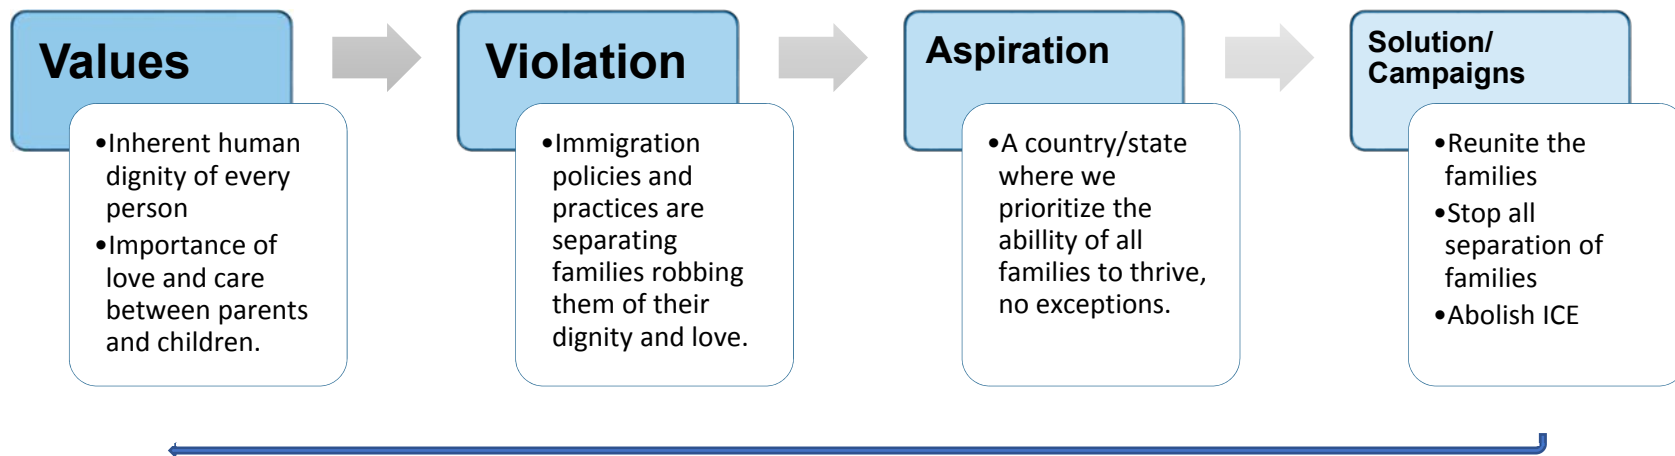 Values
•Inherent human
dignity of every
person
•Importance of
love and care
between parents
and children.
Violation
•Immigration
policies and
practices are
separating
families robbing
them of their
dignity and love.
Aspiration
•A country/state
where we
prioritize the
abillity of all
families to thrive,
no exceptions.
Solution/
Campaigns
•Reunite the
families
•Stop all
separation of
families
•Abolish ICE